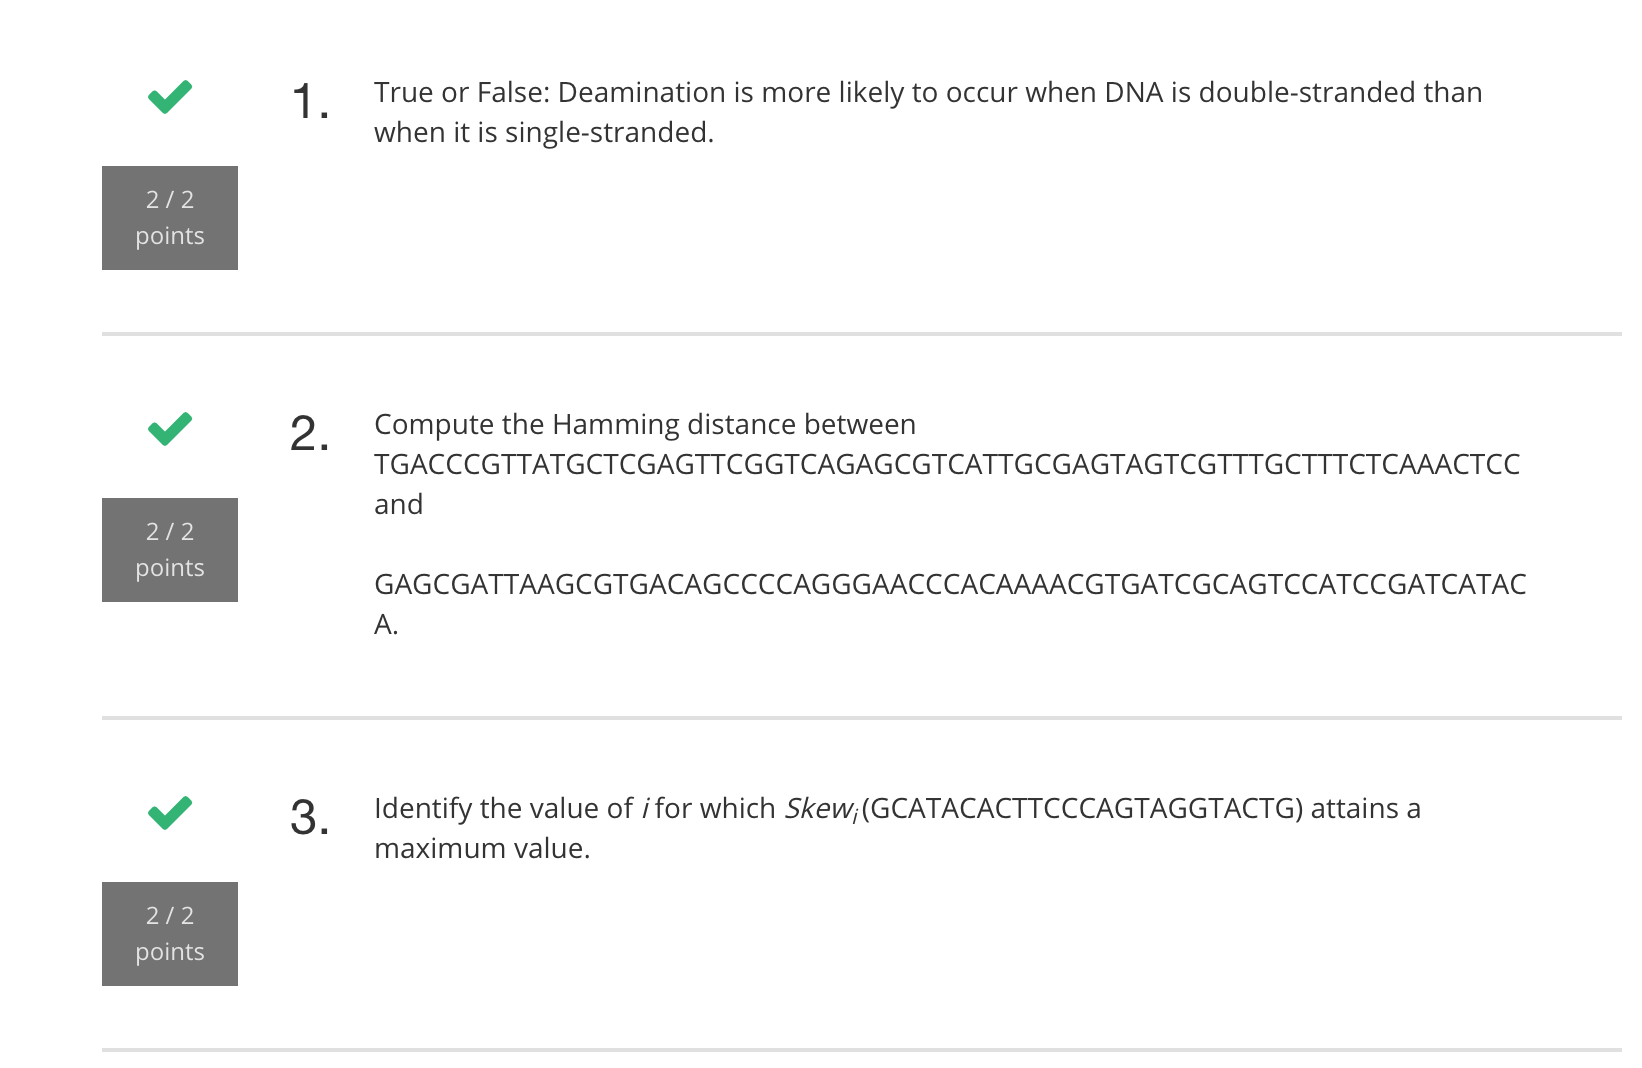 1. True or False: Deamination is more likely to occur when DNA is double-stranded than
when it is single-stranded.
2 / 2
points
2. Compute the Hamming distance between
TGACCCGTTATGCTCGAGTTCGGTCAGAGCGTCATTGCGAGTAGTCGTTTGCTTTCTCAAACTCC
and
GAGCGATTAAGCGTGACAGCCCCAGGGAACCCACAAAACGTGATCGCAGTCCATCCGATCATAC
A.
2 / 2
points
3. Identify the value of i for which Skewi (GCATACACTTCCCAGTAGGTACTG) attains a
maximum value.
2 / 2
points